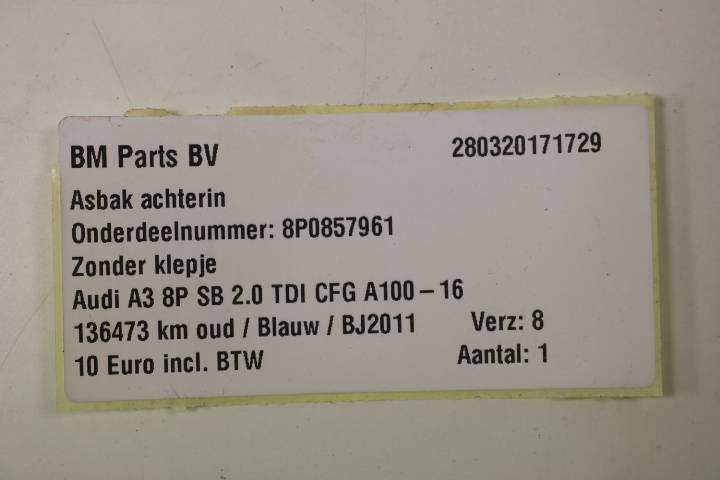 BM Parts BV 280320171729
Asbak achterin
Onderdeelnummer: 8P0857961
Zonder klepje
Audi A3 8P SB 2.0 TDI CFG A100 – 16
136473 km oud / Blauw / BJ2011 Verz: 8
10 Euro incl. BTW Aantal: 1